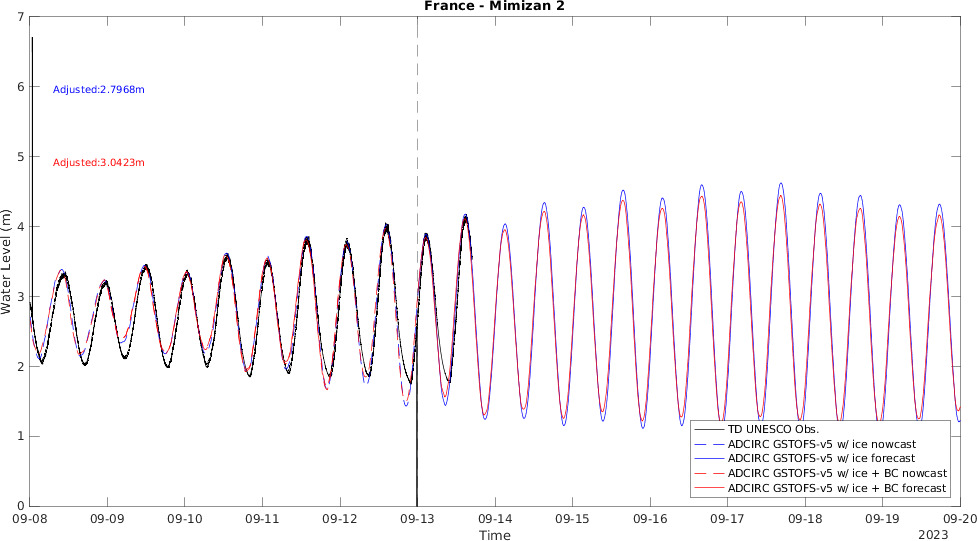 France - Mimizan 2
7
6
5
4
3
2
1
0
Water Level (m)
Adjusted:2.7968m
Adjusted:3.0423m
TD UNESCO Obs.
ADCIRC GSTOFS-v5 w/ ice nowcast
ADCIRC GSTOFS-v5 w/ ice forecast
ADCIRC GSTOFS-v5 w/ ice + BC nowcast
ADCIRC GSTOFS-v5 w/ ice + BC forecast
09-08 09-09 09-10 09-11 09-12 09-13 09-14 09-15 09-16 09-17 09-18 09-19 09-20
Time
2023